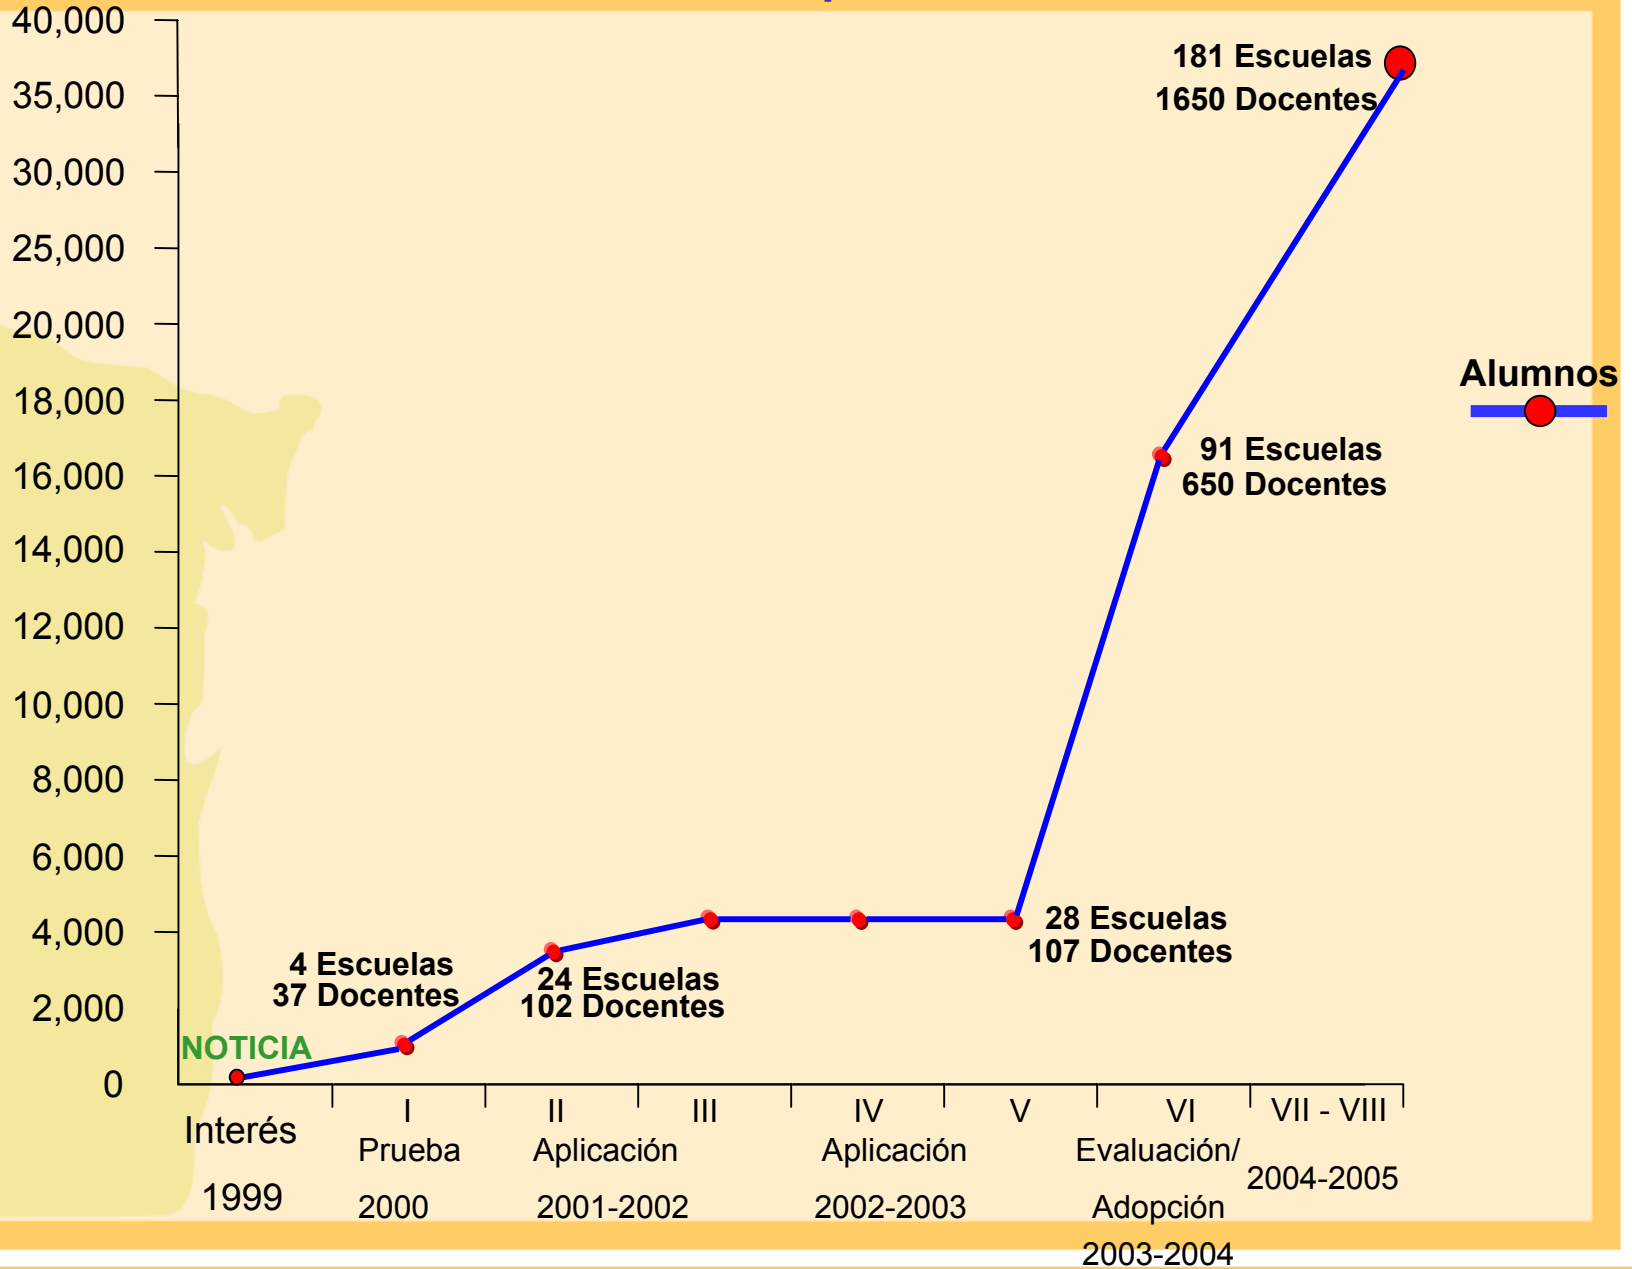 40,000
35,000
30,000
25,000
20,000
18,000
16,000
14,000
12,000
10,000
8,000
6,000
4,000
2,000
0
181 Escuelas
1650 Docentes
Alumnos
91 Escuelas
650 Docentes
28 Escuelas
107 Docentes
4 Escuelas
37 Docentes
24 Escuelas
102 Docentes
NOTICIA
Interés
1999
I
Prueba
2000
II
III
Aplicación
2001-2002
IV
V
Aplicación
2002-2003
VI
Evaluación/
Adopción
2003-2004
VII - VIII
2004-2005